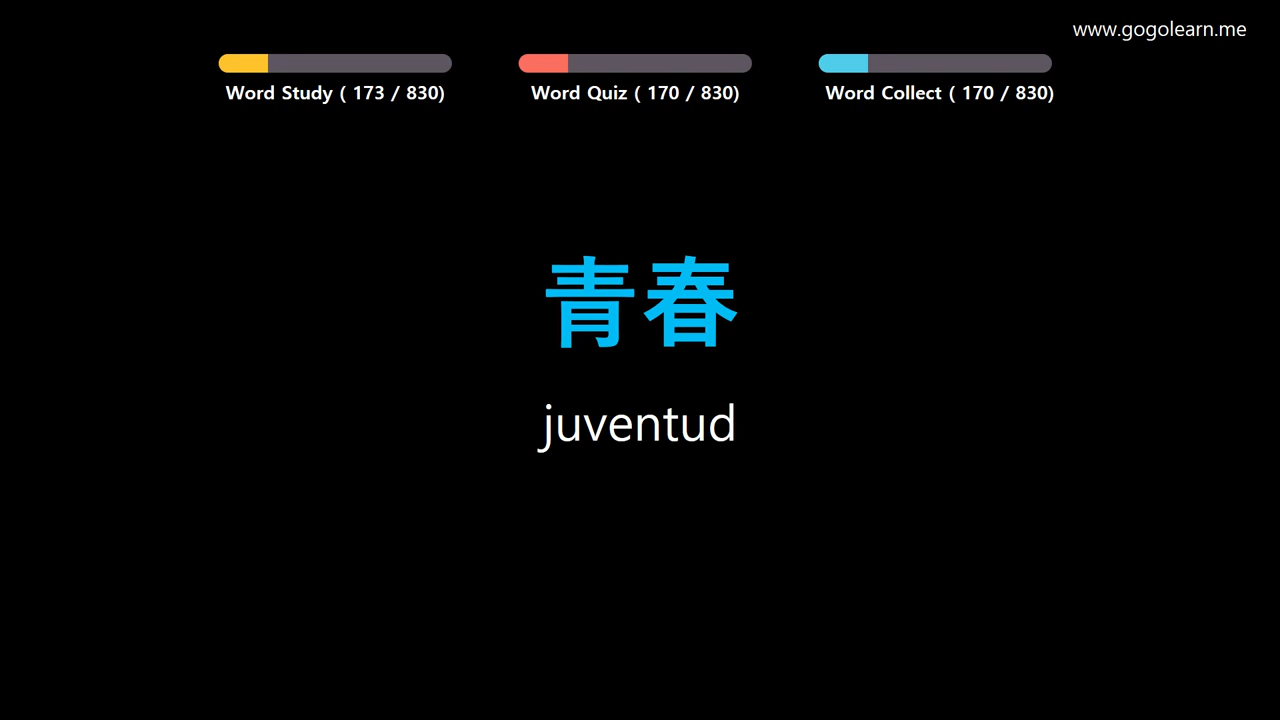 www.gogolearn.me
Word Study ( 173 / 830)
Word Quiz ( 170 / 830)
Word Collect ( 170 / 830)
青春
juventud